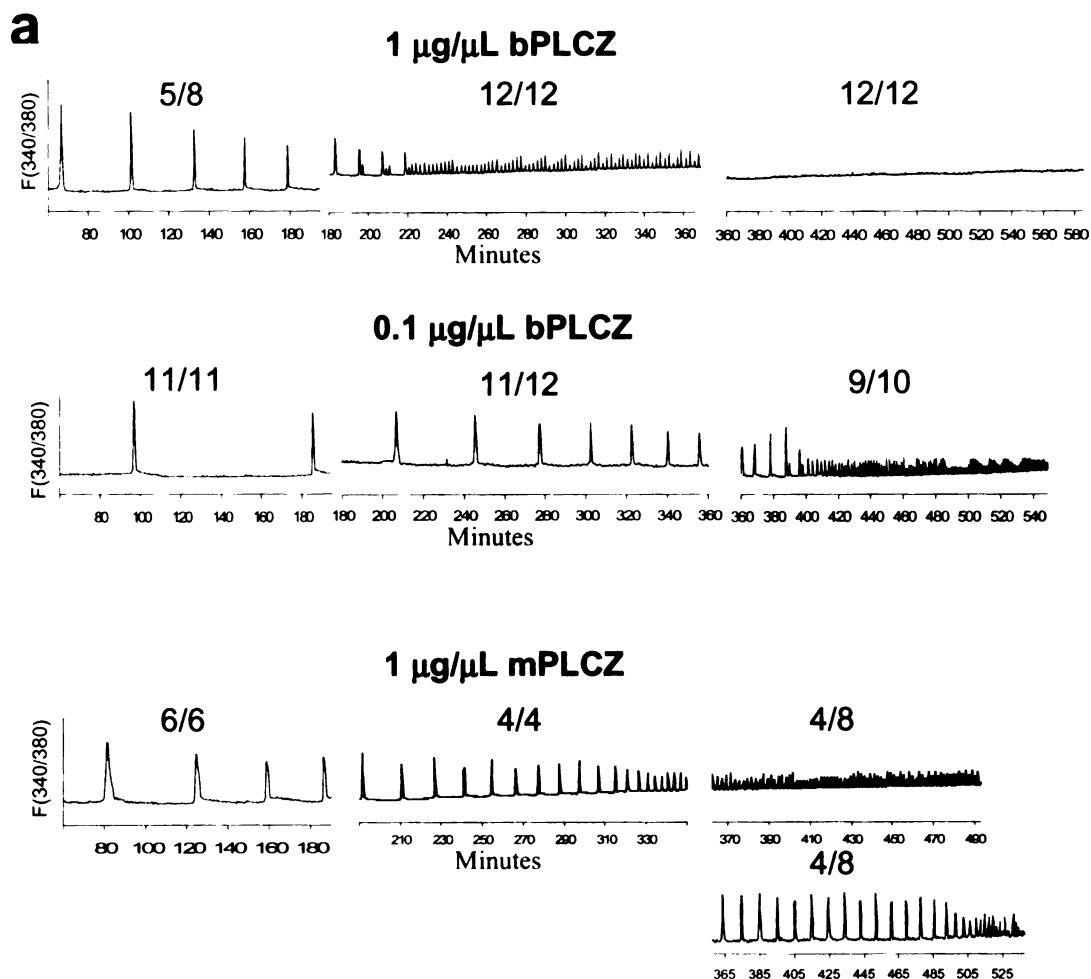 a
1 μg/μL bPLCZ
5/8 12/12 12/12
F(340/380)
80 100 120 140 160 180 180 200 220 240 260 280 300 320 340 360 360 380 400 420 440 460 480 500 520 540 560 580
Minutes
0.1 μg/μL bPLCZ
11/11 11/12 9/10
F(340/380)
80 100 120 140 160 180 180 200 220 240 260 280 300 320 340 360 360 380 400 420 440 460 480 500 520 540
Minutes
1 μg/μL mPLCZ
6/6 4/4 4/8
F(340/380)
80 100 120 140 160 180 210 230 250 270 290 310 330 370 390 410 430 450 470 490
Minutes
4/8
365 385 405 425 445 465 485 505 525